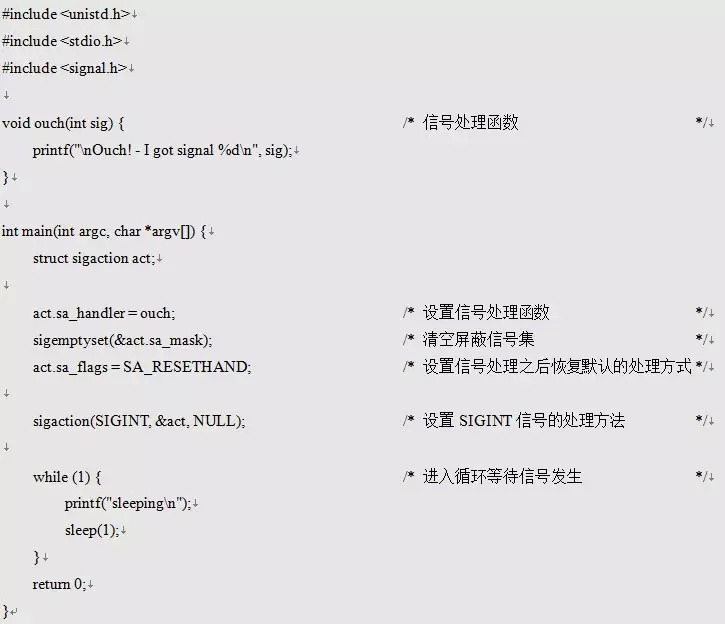 #include <unistd.h>↓
#include <stdio.h>↓
#include <signal.h>↓
↓
void ouch(int sig) { /* 信号处理函数 */↓
printf("\nOuch! - I got signal %d\n", sig);↓
}↓
↓
int main(int argc, char *argv[]) {↓
struct sigaction act;↓
↓
act.sa_handler = ouch; /* 设置信号处理函数 */↓
sigemptyset(&act.sa_mask); /* 清空屏蔽信号集 */↓
act.sa_flags = SA_RESETHAND; /* 设置信号处理之后恢复默认的处理方式 */↓
↓
sigaction(SIGINT, &act, NULL); /* 设置 SIGINT 信号的处理方法 */↓
↓
while (1) { /* 进入循环等待信号发生 */↓
printf("sleeping\n");↓
sleep(1);↓
}↓
return 0;↓
}↵